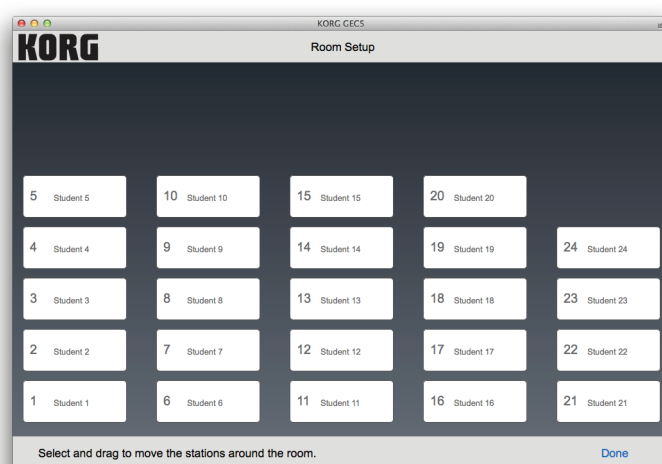 KORG GEC5
KORG
Room Setup
5 Student 5
10 Student 10
15 Student 15
20 Student 20
4 Student 4
9 Student 9
14 Student 14
19 Student 19
24 Student 24
3 Student 3
8 Student 8
13 Student 13
18 Student 18
23 Student 23
2 Student 2
7 Student 7
12 Student 12
17 Student 17
22 Student 22
1 Student 1
6 Student 6
11 Student 11
16 Student 16
21 Student 21
Select and drag to move the stations around the room.
Done